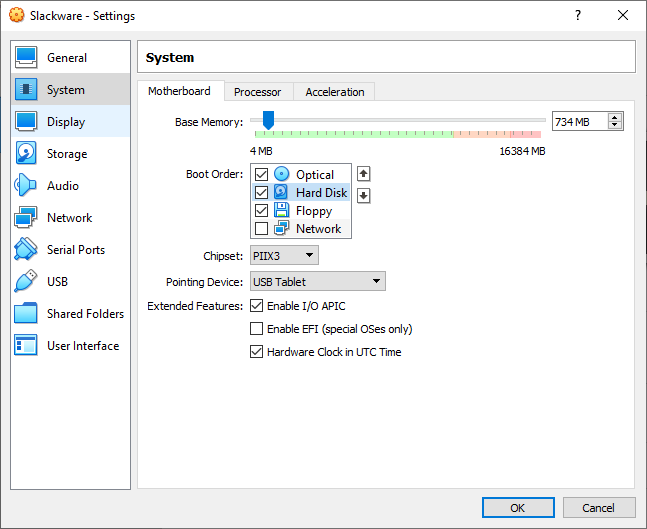 Slackware - Settings
?
General
System
Display
Storage
Audio
Network
Serial Ports
USB
Shared Folders
User Interface
System
Motherboard Processor Acceleration
Base Memory: 734 MB
4 MB 16384 MB
Boot Order: Optical
Hard Disk
Floppy
Network
Chipset: PIIX3
Pointing Device: USB Tablet
Extended Features: Enable I/O APIC
Enable EFI (special OSes only)
Hardware Clock in UTC Time
OK Cancel